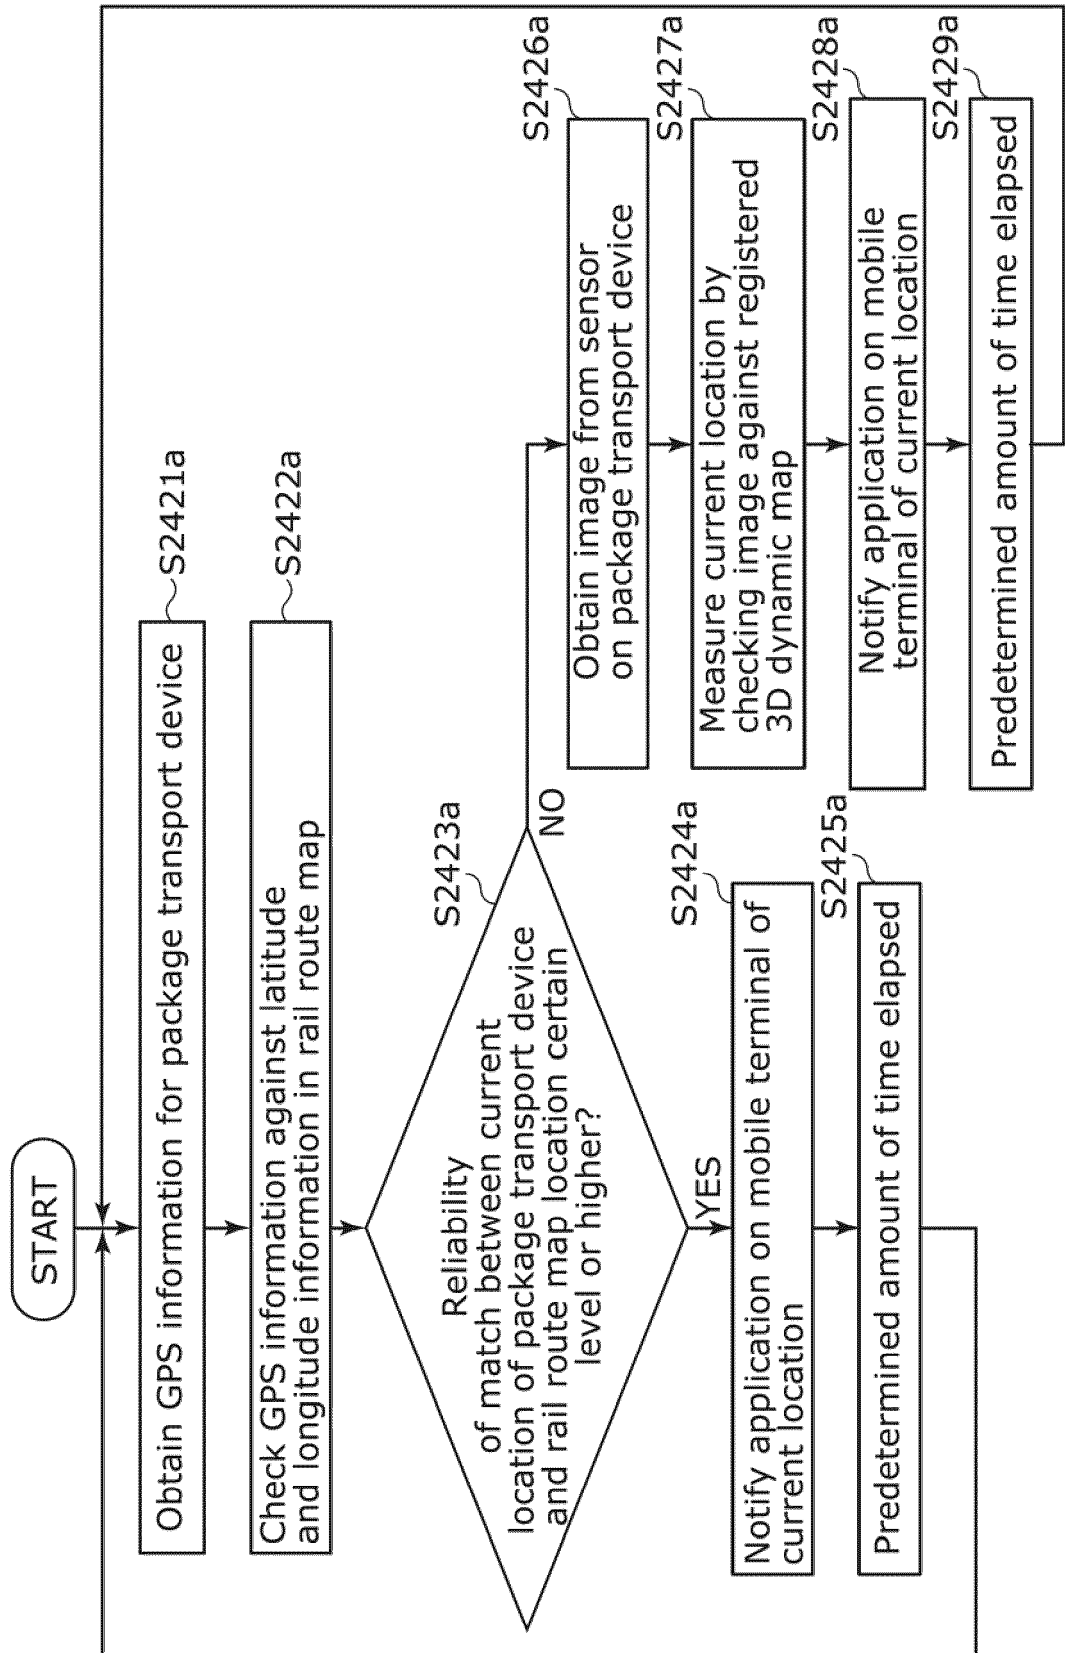 START
Obtain GPS information for package transport device
S2421a
Check GPS information against latitude
and longitude information in rail route map
S2422a
Reliability
of match between current
location of package transport device
and rail route map location certain
level or higher?
S2423a
YES
NO
Notify application on mobile terminal of
current location
S2424a
Predetermined amount of time elapsed
S2425a
Obtain image from sensor
on package transport device
S2426a
Measure current location by
checking image against registered
3D dynamic map
S2427a
Notify application on mobile
terminal of current location
S2428a
Predetermined amount of time elapsed
S2429a